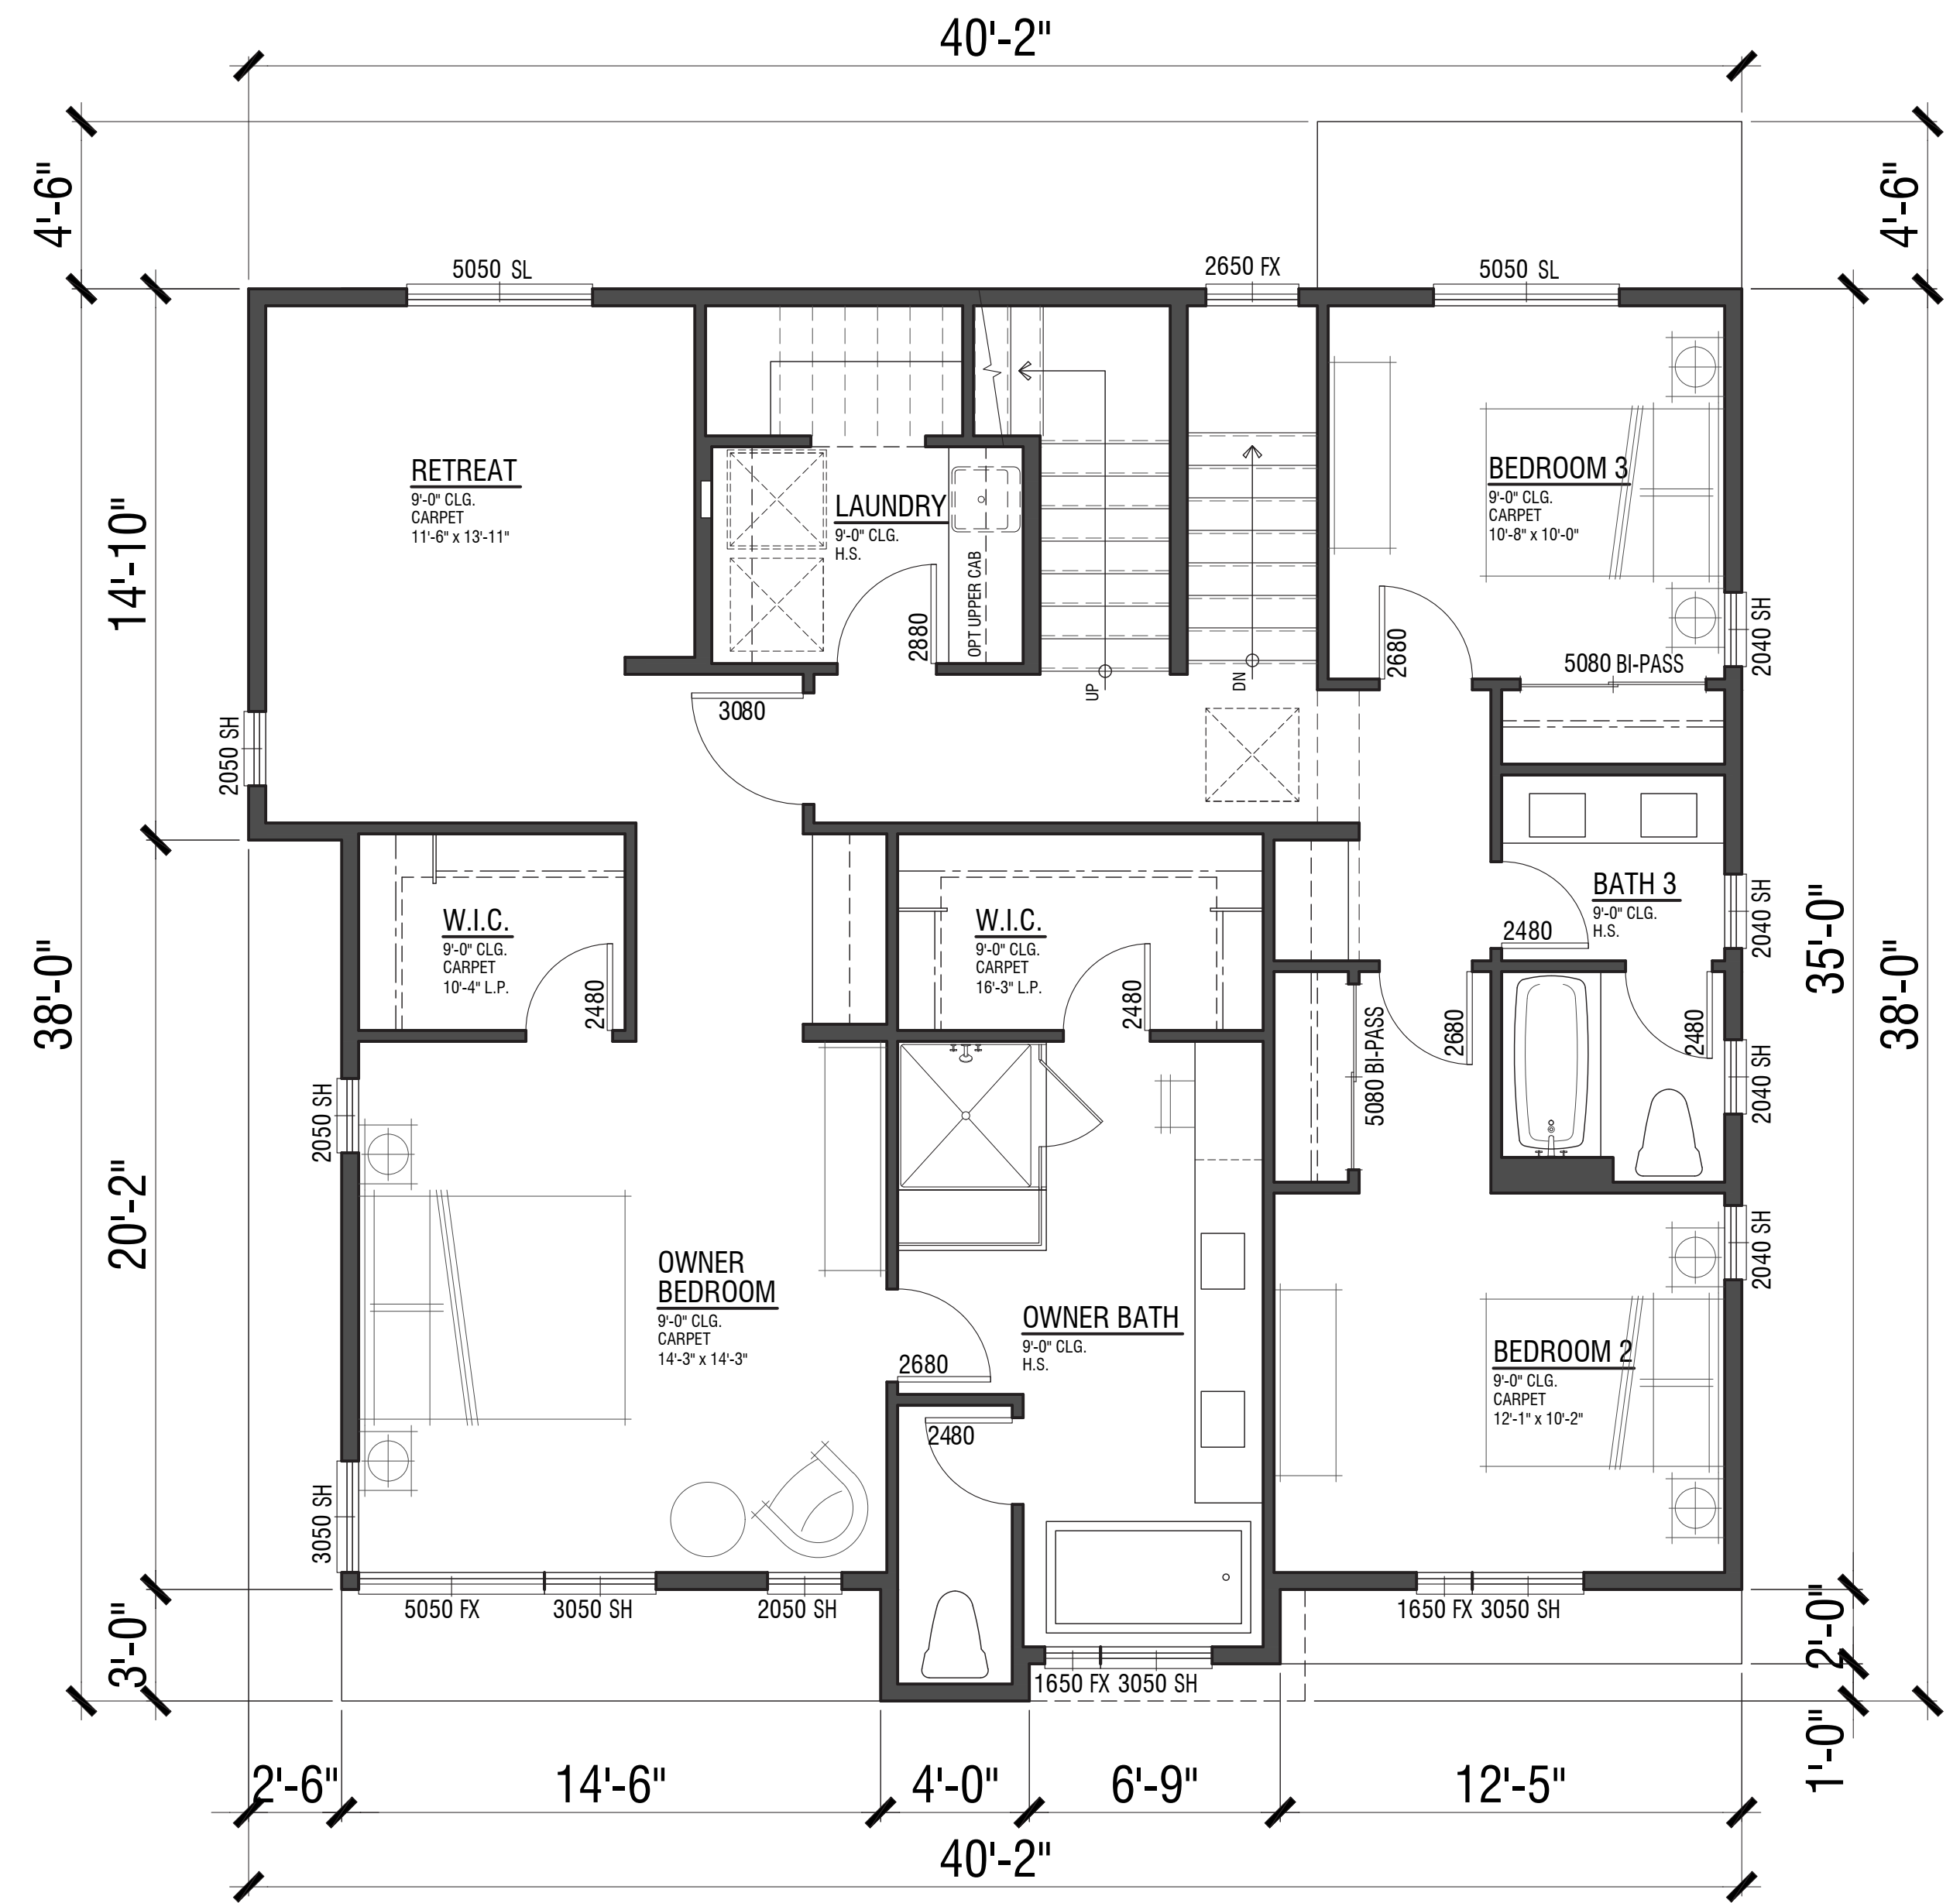 40'-2"
4'-6"
4'-6"
5050 SL
2650 FX
5050 SL
14'-10"
RETREAT
9'-0" CLG.
CARPET
11'-6" x 13'-11"
LAUNDRY
9'-0" CLG.
H.S.
OPT UPPER CAB
2880
UP
DN
BEDROOM 3
9'-0" CLG.
CARPET
10'-8" x 10'-0"
2680
5080 BI-PASS
2040 SH
3080
2050 SH
W.I.C.
9'-0" CLG.
CARPET
10'-4" L.P.
2480
W.I.C.
9'-0" CLG.
CARPET
16'-3" L.P.
2480
BATH 3
9'-0" CLG.
H.S.
2480
2040 SH
38'-0"
35'-0"
38'-0"
5080 BI-PASS
2680
2480
2040 SH
2050 SH
20'-2"
OWNER
BEDROOM
9'-0" CLG.
CARPET
14'-3" x 14'-3"
OWNER BATH
9'-0" CLG.
H.S.
2680
2480
BEDROOM 2
9'-0" CLG.
CARPET
12'-1" x 10'-2"
2040 SH
3050 SH
5050 FX
3050 SH
2050 SH
1650 FX 3050 SH
1650 FX 3050 SH
3'-0"
2'-0"
1'-0"
2'-6"
14'-6"
4'-0"
6'-9"
12'-5"
40'-2"